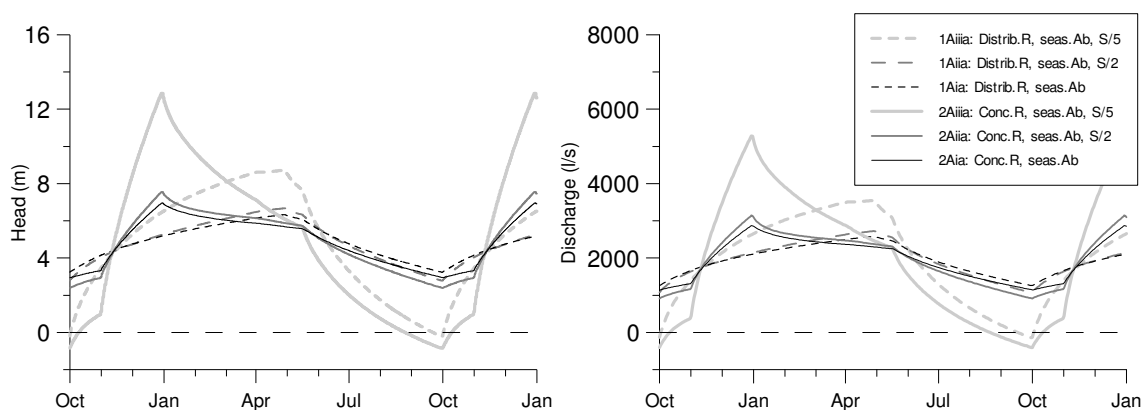 16
12
8
4
0
Head (m)
Oct Jan Apr Jul Oct Jan
8000
6000
4000
2000
0
Discharge (l/s)
Oct Jan Apr Jul Oct Jan
1Aiiia: Distrib.R, seas.Ab, S/5
1Aiia: Distrib.R, seas.Ab, S/2
1Aia: Distrib.R, seas.Ab
2Aiiia: Conc.R, seas.Ab, S/5
2Aiia: Conc.R, seas.Ab, S/2
2Aia: Conc.R, seas.Ab